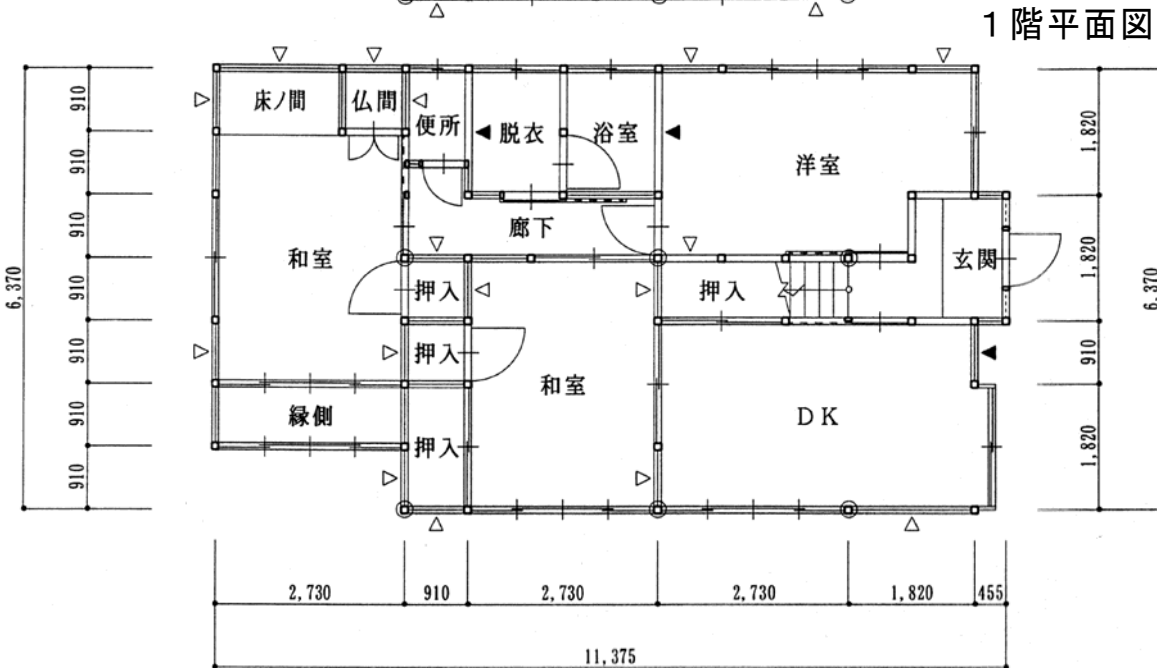 1階平面図
床ノ間
仏間
便所
脱衣
浴室
洋室
廊下
和室
玄関
押入
押入
押入
和室
押入
DK
縁側
6,370
910
910
910
910
910
910
910
1,820
1,820
910
1,820
6,370
2,730
910
2,730
2,730
1,820
455
11,375